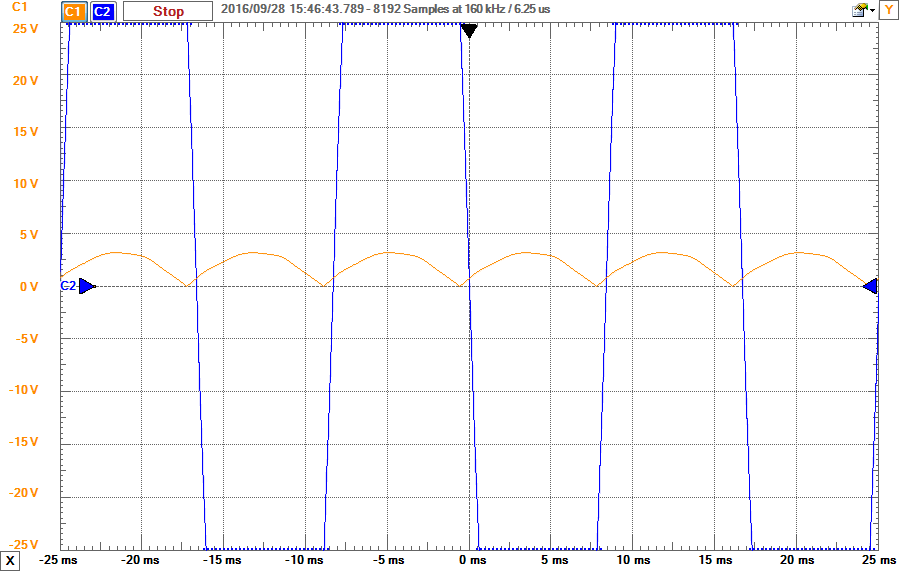 C1 C1 C2 Stop 2016/09/28 15:46:43.789 - 8192 Samples at 160 kHz / 6.25 us Y
25 V
20 V
15 V
10 V
5 V
C2 0 V
-5 V
-10 V
-15 V
-20 V
-25 V
X -25 ms -20 ms -15 ms -10 ms -5 ms 0 ms 5 ms 10 ms 15 ms 20 ms 25 ms